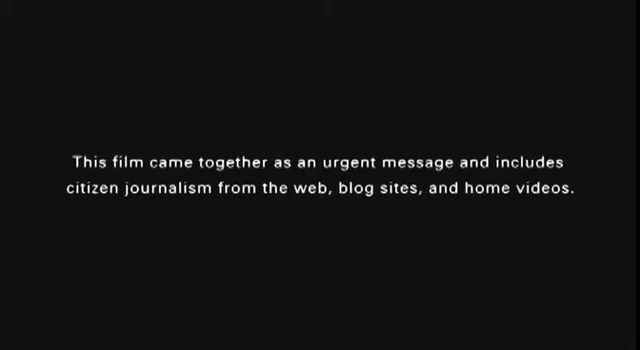 This film came together as an urgent message and includes
citizen journalism from the web, blog sites, and home videos.